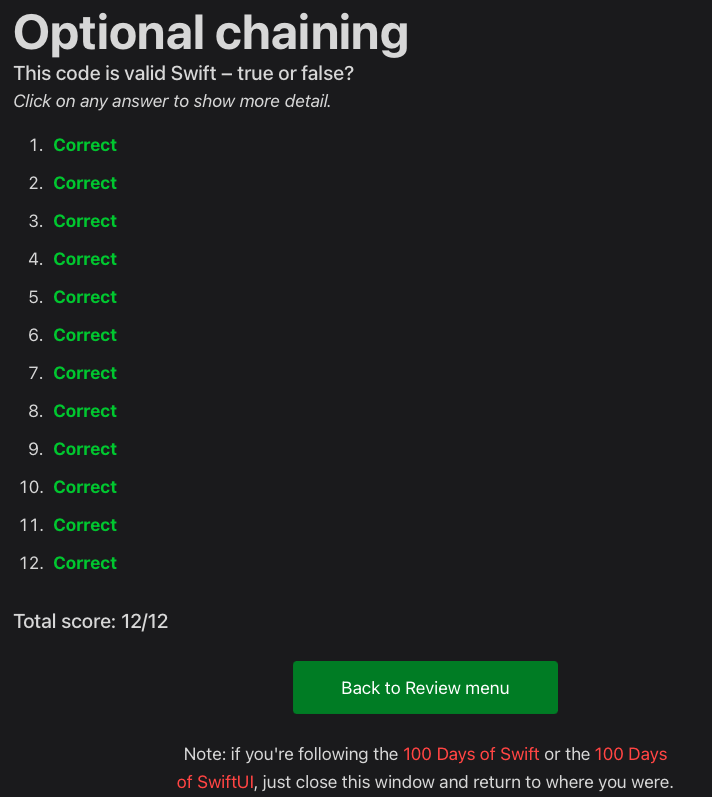 Optional chaining
This code is valid Swift – true or false?
Click on any answer to show more detail.
1. Correct
2. Correct
3. Correct
4. Correct
5. Correct
6. Correct
7. Correct
8. Correct
9. Correct
10. Correct
11. Correct
12. Correct
Total score: 12/12
Back to Review menu
Note: if you're following the 100 Days of Swift or the 100 Days
of SwiftUI, just close this window and return to where you were.